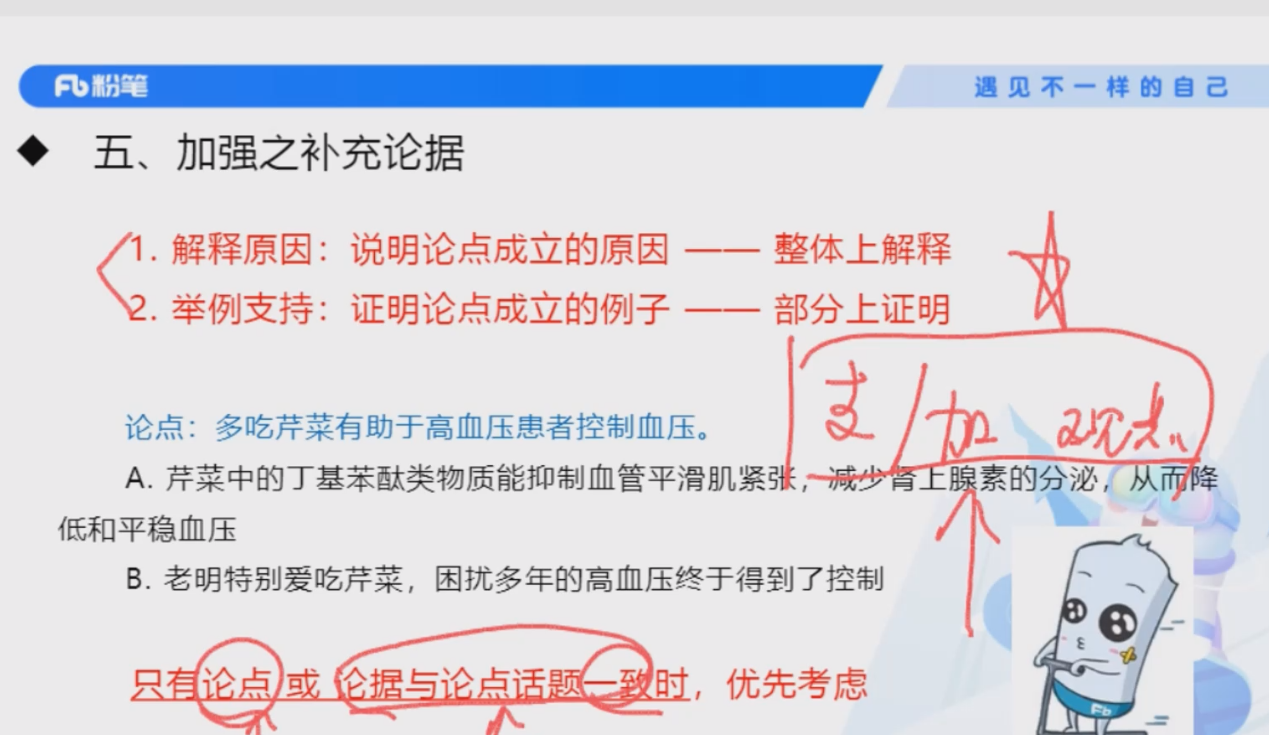 Fb粉笔
遇见不一样的自己
◆ 五、加强之补充论据
1. 解释原因：说明论点成立的原因 —— 整体上解释
2. 举例支持：证明论点成立的例子 —— 部分上证明
支/加 观点
论点：多吃芹菜有助于高血压患者控制血压。
A. 芹菜中的丁基苯酞类物质能抑制血管平滑肌紧张，减少肾上腺素的分泌，从而降
低和平稳血压
B. 老明特别爱吃芹菜，困扰多年的高血压终于得到了控制
只有论点或 论据与论点话题一致时，优先考虑
Fb